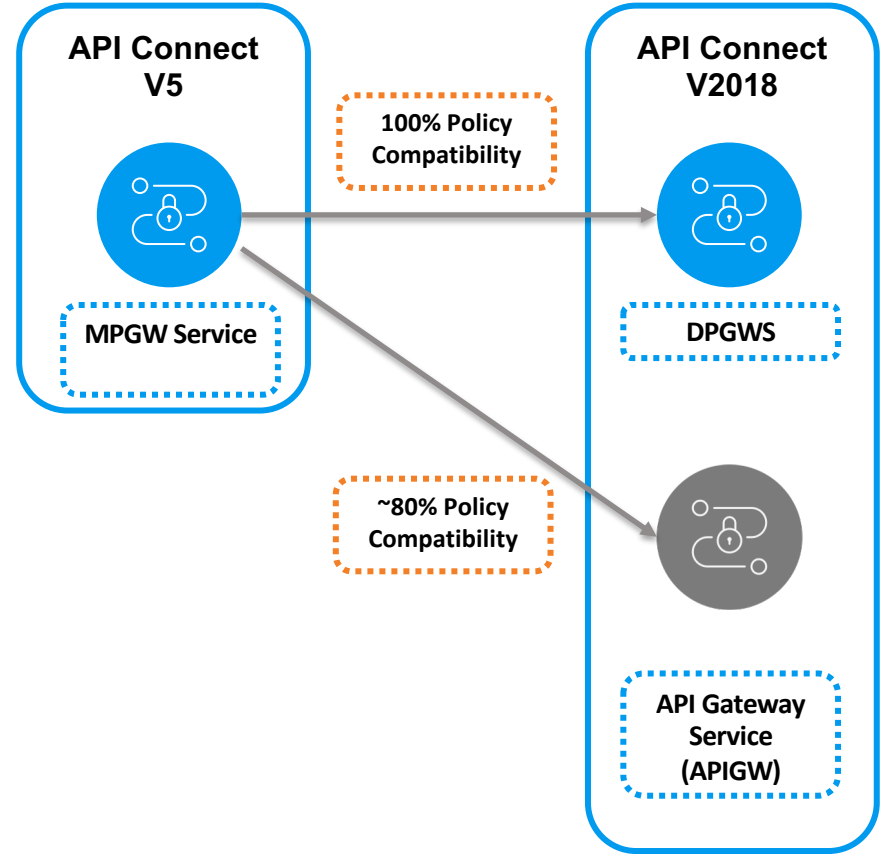 API Connect
V5
MPGW Service
100% Policy
Compatibility
~80% Policy
Compatibility
API Connect
V2018
DPGWS
API Gateway
Service
(APIGW)